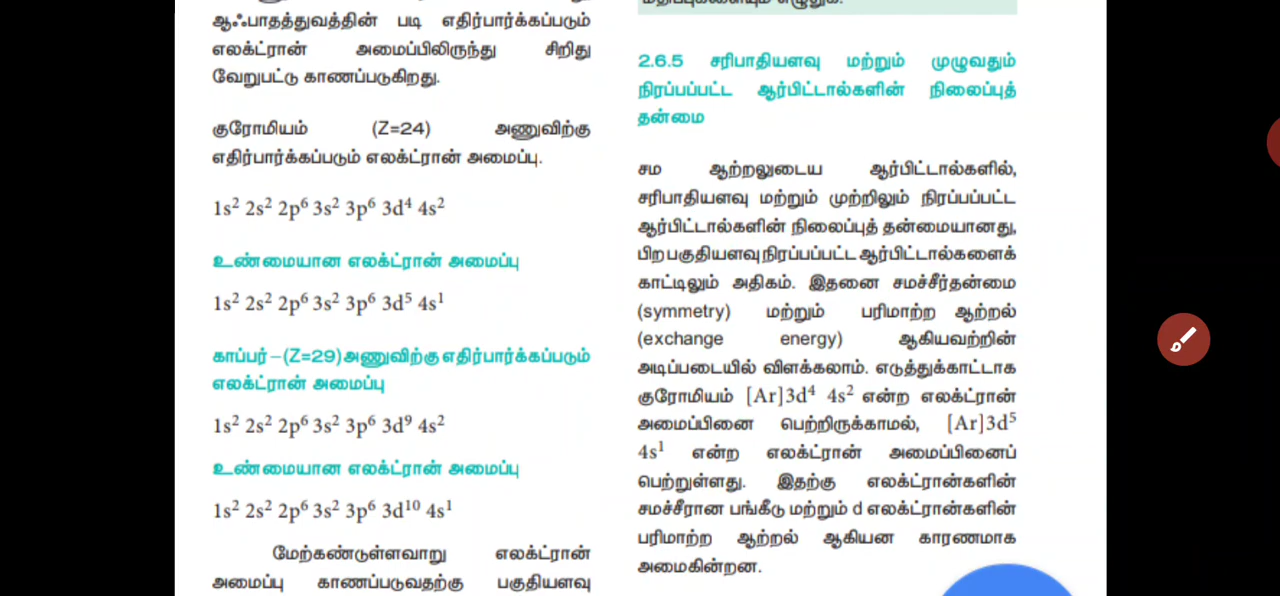 ஆஃபாதத்துவத்தின் படி எதிர்பார்க்கப்படும்
எலக்ட்ரான் அமைப்பிலிருந்து சிறிது
வேறுபட்டு காணப்படுகிறது.
குரோமியம் (Z=24) அணுவிற்கு
எதிர்பார்க்கப்படும் எலக்ட்ரான் அமைப்பு.
1s² 2s² 2p⁶ 3s² 3p⁶ 3d⁴ 4s²
உண்மையான எலக்ட்ரான் அமைப்பு
1s² 2s² 2p⁶ 3s² 3p⁶ 3d⁵ 4s¹
காப்பர் – (Z=29) அணுவிற்கு எதிர்பார்க்கப்படும்
எலக்ட்ரான் அமைப்பு
1s² 2s² 2p⁶ 3s² 3p⁶ 3d⁹ 4s²
உண்மையான எலக்ட்ரான் அமைப்பு
1s² 2s² 2p⁶ 3s² 3p⁶ 3d¹⁰ 4s¹
மேற்கண்டுள்ளவாறு எலக்ட்ரான்
அமைப்பு காணப்படுவதற்கு பகுதியளவு
மதிப்புகளையும் எழுதுக.
2.6.5 சரிபாதியளவு மற்றும் முழுவதும்
நிரப்பப்பட்ட ஆர்பிட்டால்களின் நிலைப்புத்
தன்மை
சம ஆற்றலுடைய ஆர்பிட்டால்களில்,
சரிபாதியளவு மற்றும் முற்றிலும் நிரப்பப்பட்ட
ஆர்பிட்டால்களின் நிலைப்புத் தன்மையானது,
பிற பகுதியளவு நிரப்பப்பட்ட ஆர்பிட்டால்களைக்
காட்டிலும் அதிகம். இதனை சமச்சீர்தன்மை
(symmetry) மற்றும் பரிமாற்ற ஆற்றல்
(exchange energy) ஆகியவற்றின்
அடிப்படையில் விளக்கலாம். எடுத்துக்காட்டாக
குரோமியம் [Ar]3d⁴ 4s² என்ற எலக்ட்ரான்
அமைப்பினை பெற்றிருக்காமல், [Ar]3d⁵
4s¹ என்ற எலக்ட்ரான் அமைப்பினைப்
பெற்றுள்ளது. இதற்கு எலக்ட்ரான்களின்
சமச்சீரான பங்கீடு மற்றும் d எலக்ட்ரான்களின்
பரிமாற்ற ஆற்றல் ஆகியன காரணமாக
அமைகின்றன.